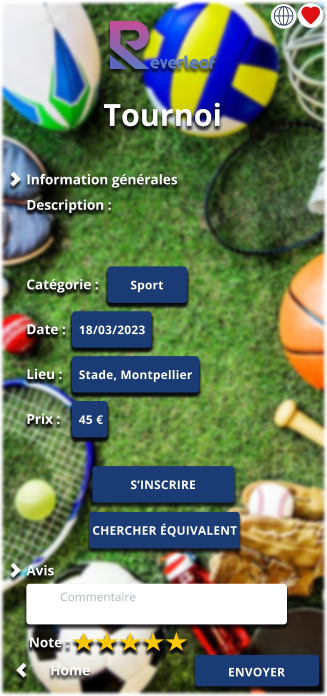 Reverleaf
Tournoi
Information générales
Description :
Catégorie : Sport
Date : 18/03/2023
Lieu : Stade, Montpellier
Prix : 45 €
S'INSCRIRE
CHERCHER ÉQUIVALENT
Avis
Commentaire
Note :
Home ENVOYER